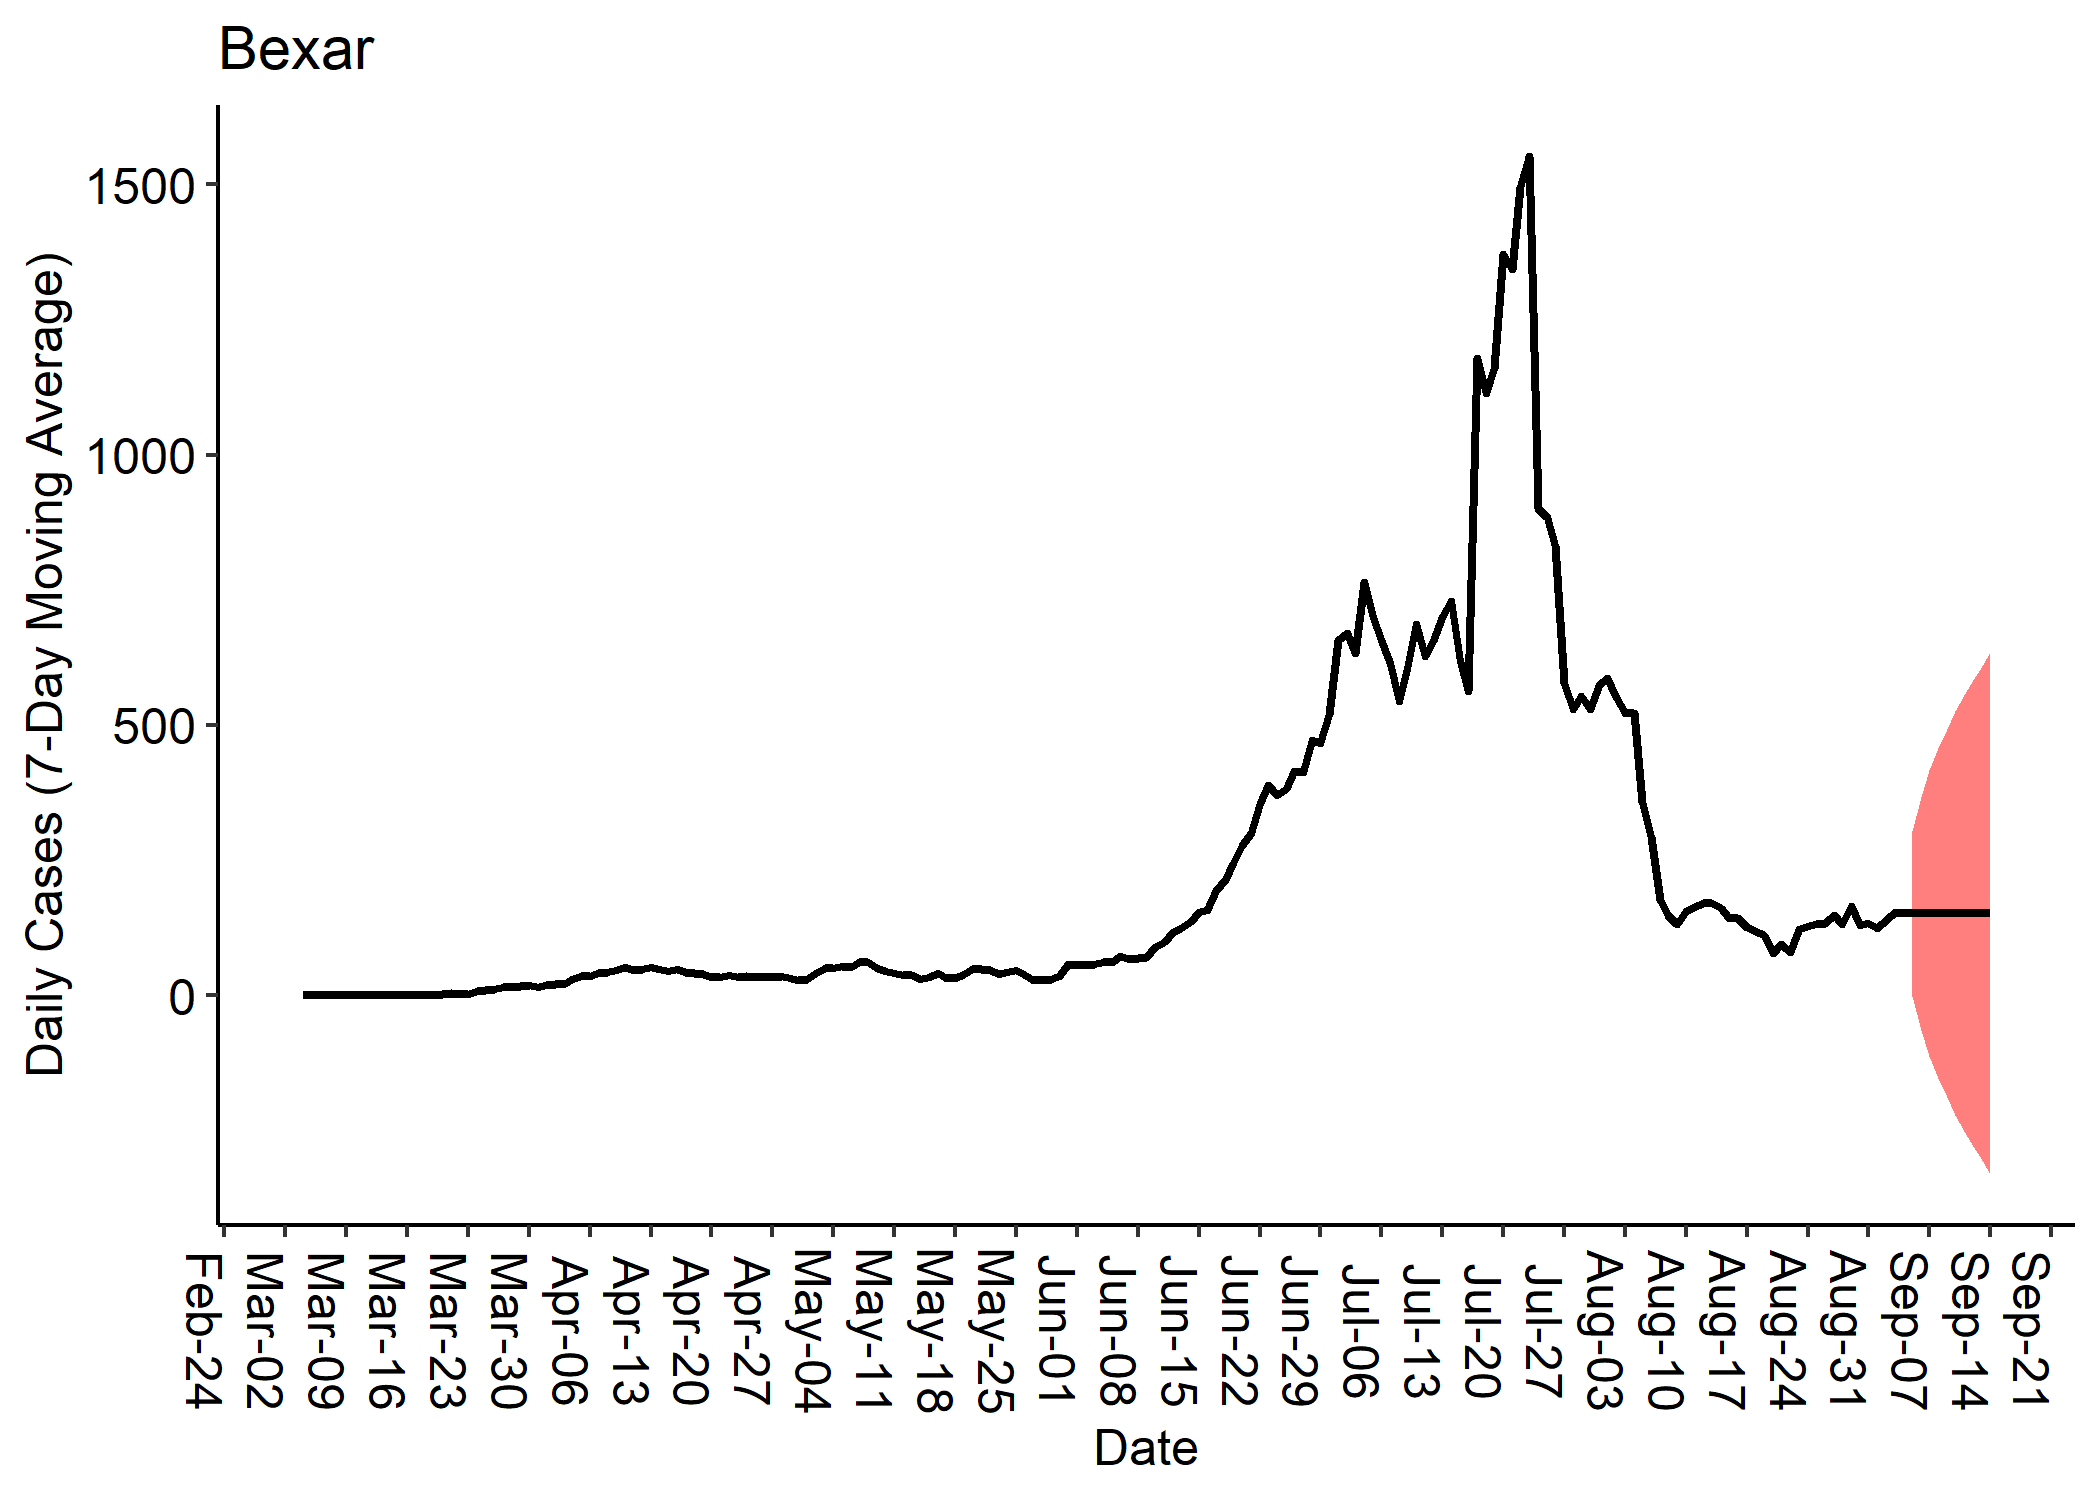 Bexar
Daily Cases (7-Day Moving Average)
1500
1000
500
0
Feb-24
Mar-02
Mar-09
Mar-16
Mar-23
Mar-30
Apr-06
Apr-13
Apr-20
Apr-27
May-04
May-11
May-18
May-25
Jun-01
Jun-08
Jun-15
Jun-22
Jun-29
Jul-06
Jul-13
Jul-20
Jul-27
Aug-03
Aug-10
Aug-17
Aug-24
Aug-31
Sep-07
Sep-14
Sep-21
Date